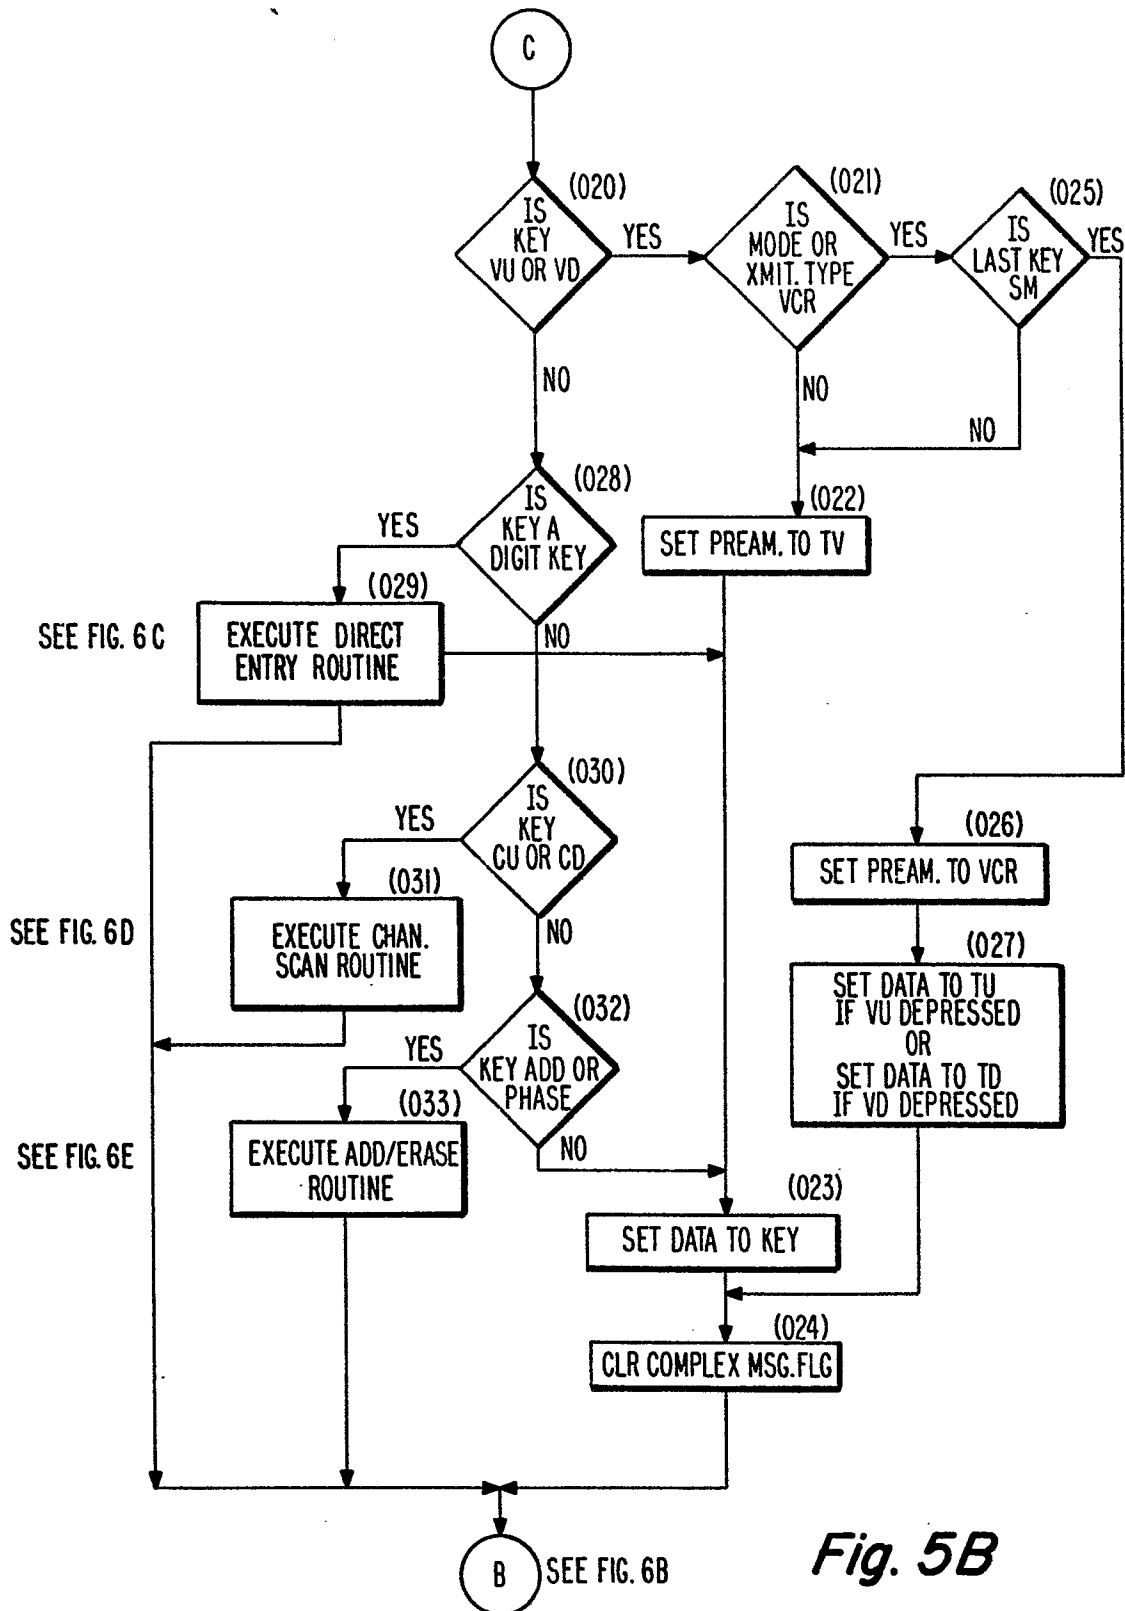 C
(020)
IS
KEY
VU OR VD
YES
NO
(021)
IS
MODE OR
XMIT. TYPE
VCR
YES
NO
(025)
IS
LAST KEY
SM
YES
NO
(022)
SET PREAM. TO TV
(028)
IS
KEY A
DIGIT KEY
YES
NO
(029)
EXECUTE DIRECT
ENTRY ROUTINE
SEE FIG. 6C
(030)
IS
KEY
CU OR CD
YES
NO
(031)
EXECUTE CHAN.
SCAN ROUTINE
SEE FIG. 6D
(026)
SET PREAM. TO VCR
(027)
SET DATA TO TU
IF VU DEPRESSED
OR
SET DATA TO TD
IF VD DEPRESSED
(032)
IS
KEY ADD OR
PHASE
YES
NO
(033)
EXECUTE ADD/ERASE
ROUTINE
SEE FIG. 6E
(023)
SET DATA TO KEY
(024)
CLR COMPLEX MSG.FLG
B
SEE FIG. 6B
Fig. 5B